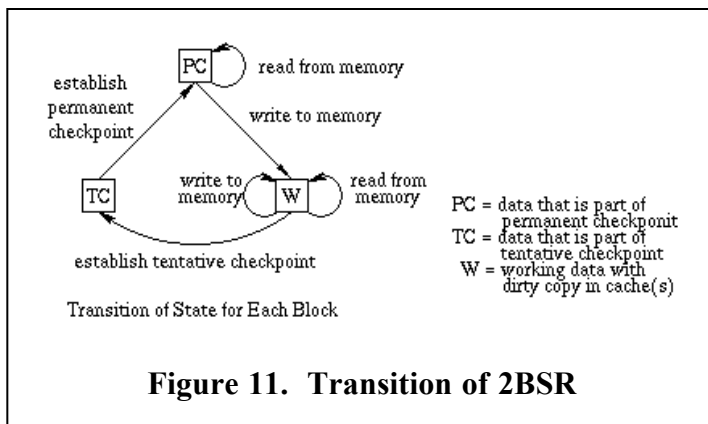 PC
read from memory
establish
permanent
checkpoint
write to memory
TC
write to
memory
W
read from
memory
establish tentative checkpoint
PC = data that is part of
permanent checkponit
TC = data that is part of
tentative checkpoint
W = working data with
dirty copy in cache(s)
Transition of State for Each Block
Figure 11. Transition of 2BSR